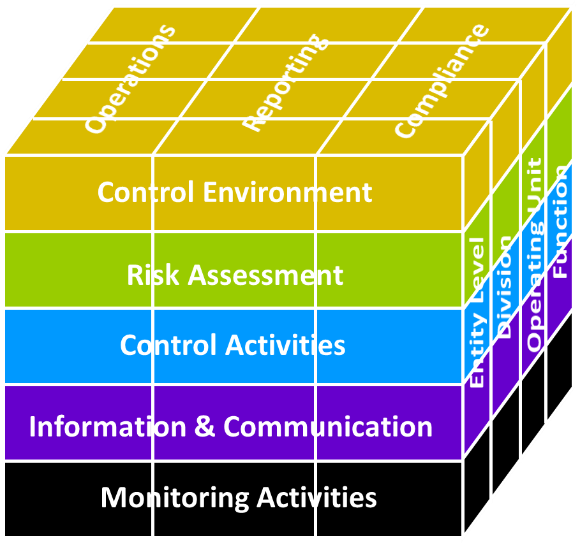 Operations
Reporting
Compliance
Control Environment
Risk Assessment
Control Activities
Information & Communication
Monitoring Activities
Entity Level
Division
Operating Unit
Function